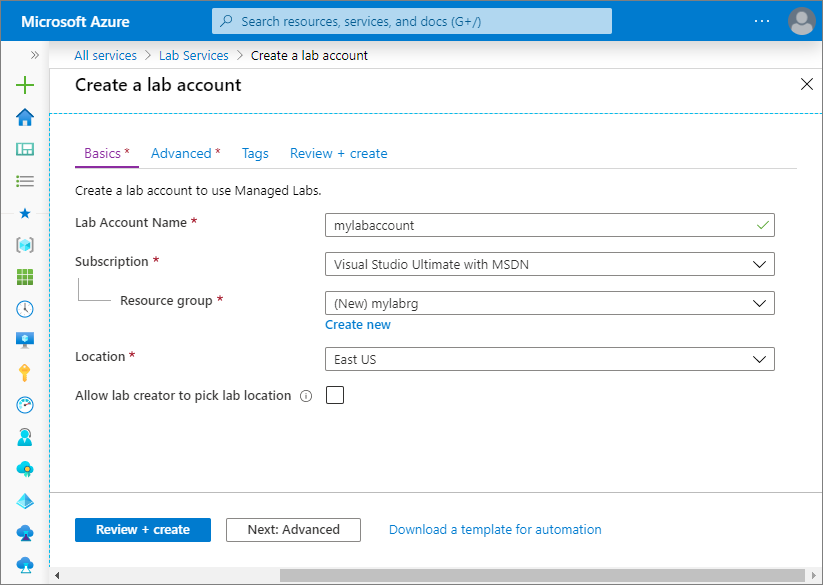 Microsoft Azure
Search resources, services, and docs (G+/)
All services > Lab Services > Create a lab account
Create a lab account
Basics * Advanced * Tags Review + create
Create a lab account to use Managed Labs.
Lab Account Name * mylabaccount
Subscription * Visual Studio Ultimate with MSDN
Resource group * (New) mylabrg
Create new
Location * East US
Allow lab creator to pick lab location
Review + create Next: Advanced Download a template for automation